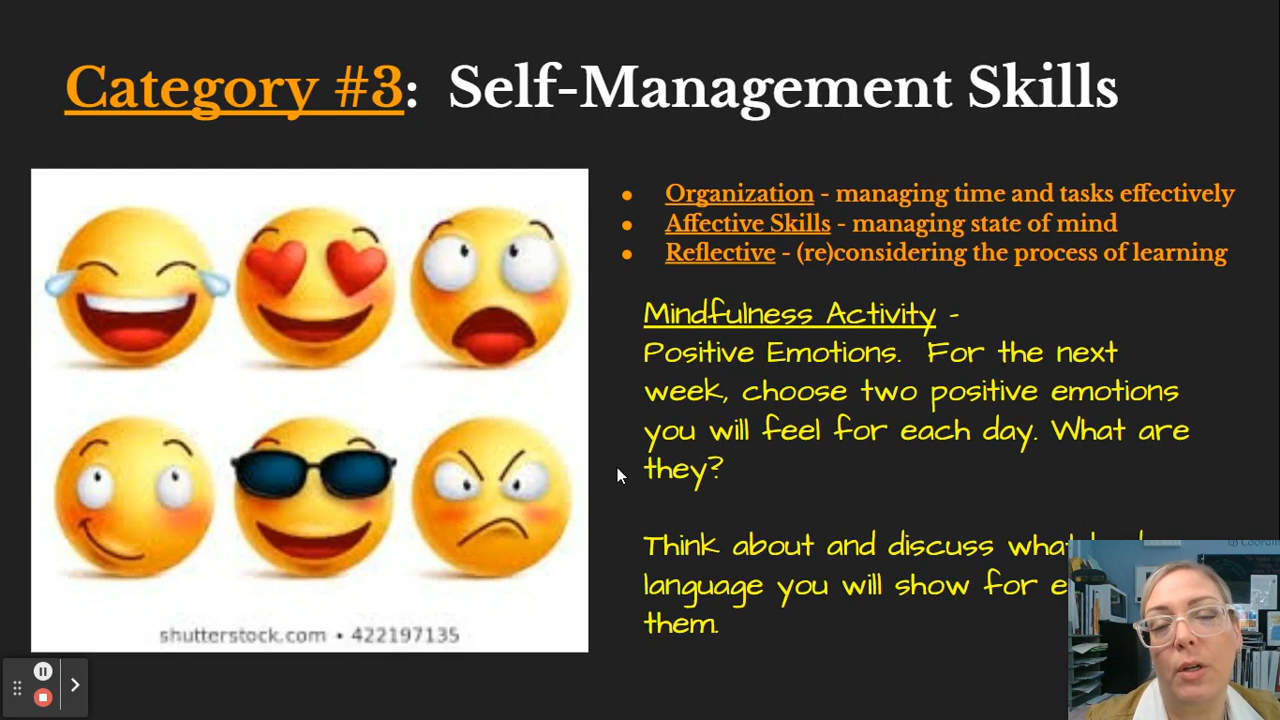 Category #3: Self-Management Skills
● Organization - managing time and tasks effectively
● Affective Skills - managing state of mind
● Reflective - (re)considering the process of learning
Mindfulness Activity -
Positive Emotions. For the next
week, choose two positive emotions
you will feel for each day. What are
they?
Think about and discuss what
language you will show for
them.
shutterstock.com • 422197135